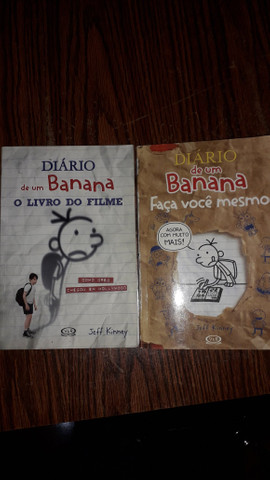 DIÁRIO
de um Banana
O LIVRO DO FILME
Jeff Kinney
V&R
DIÁRIO
de um
Banana
Faça você mesmo
AGORA
COM MUITO
MAIS!
Jeff Kinney
V&R